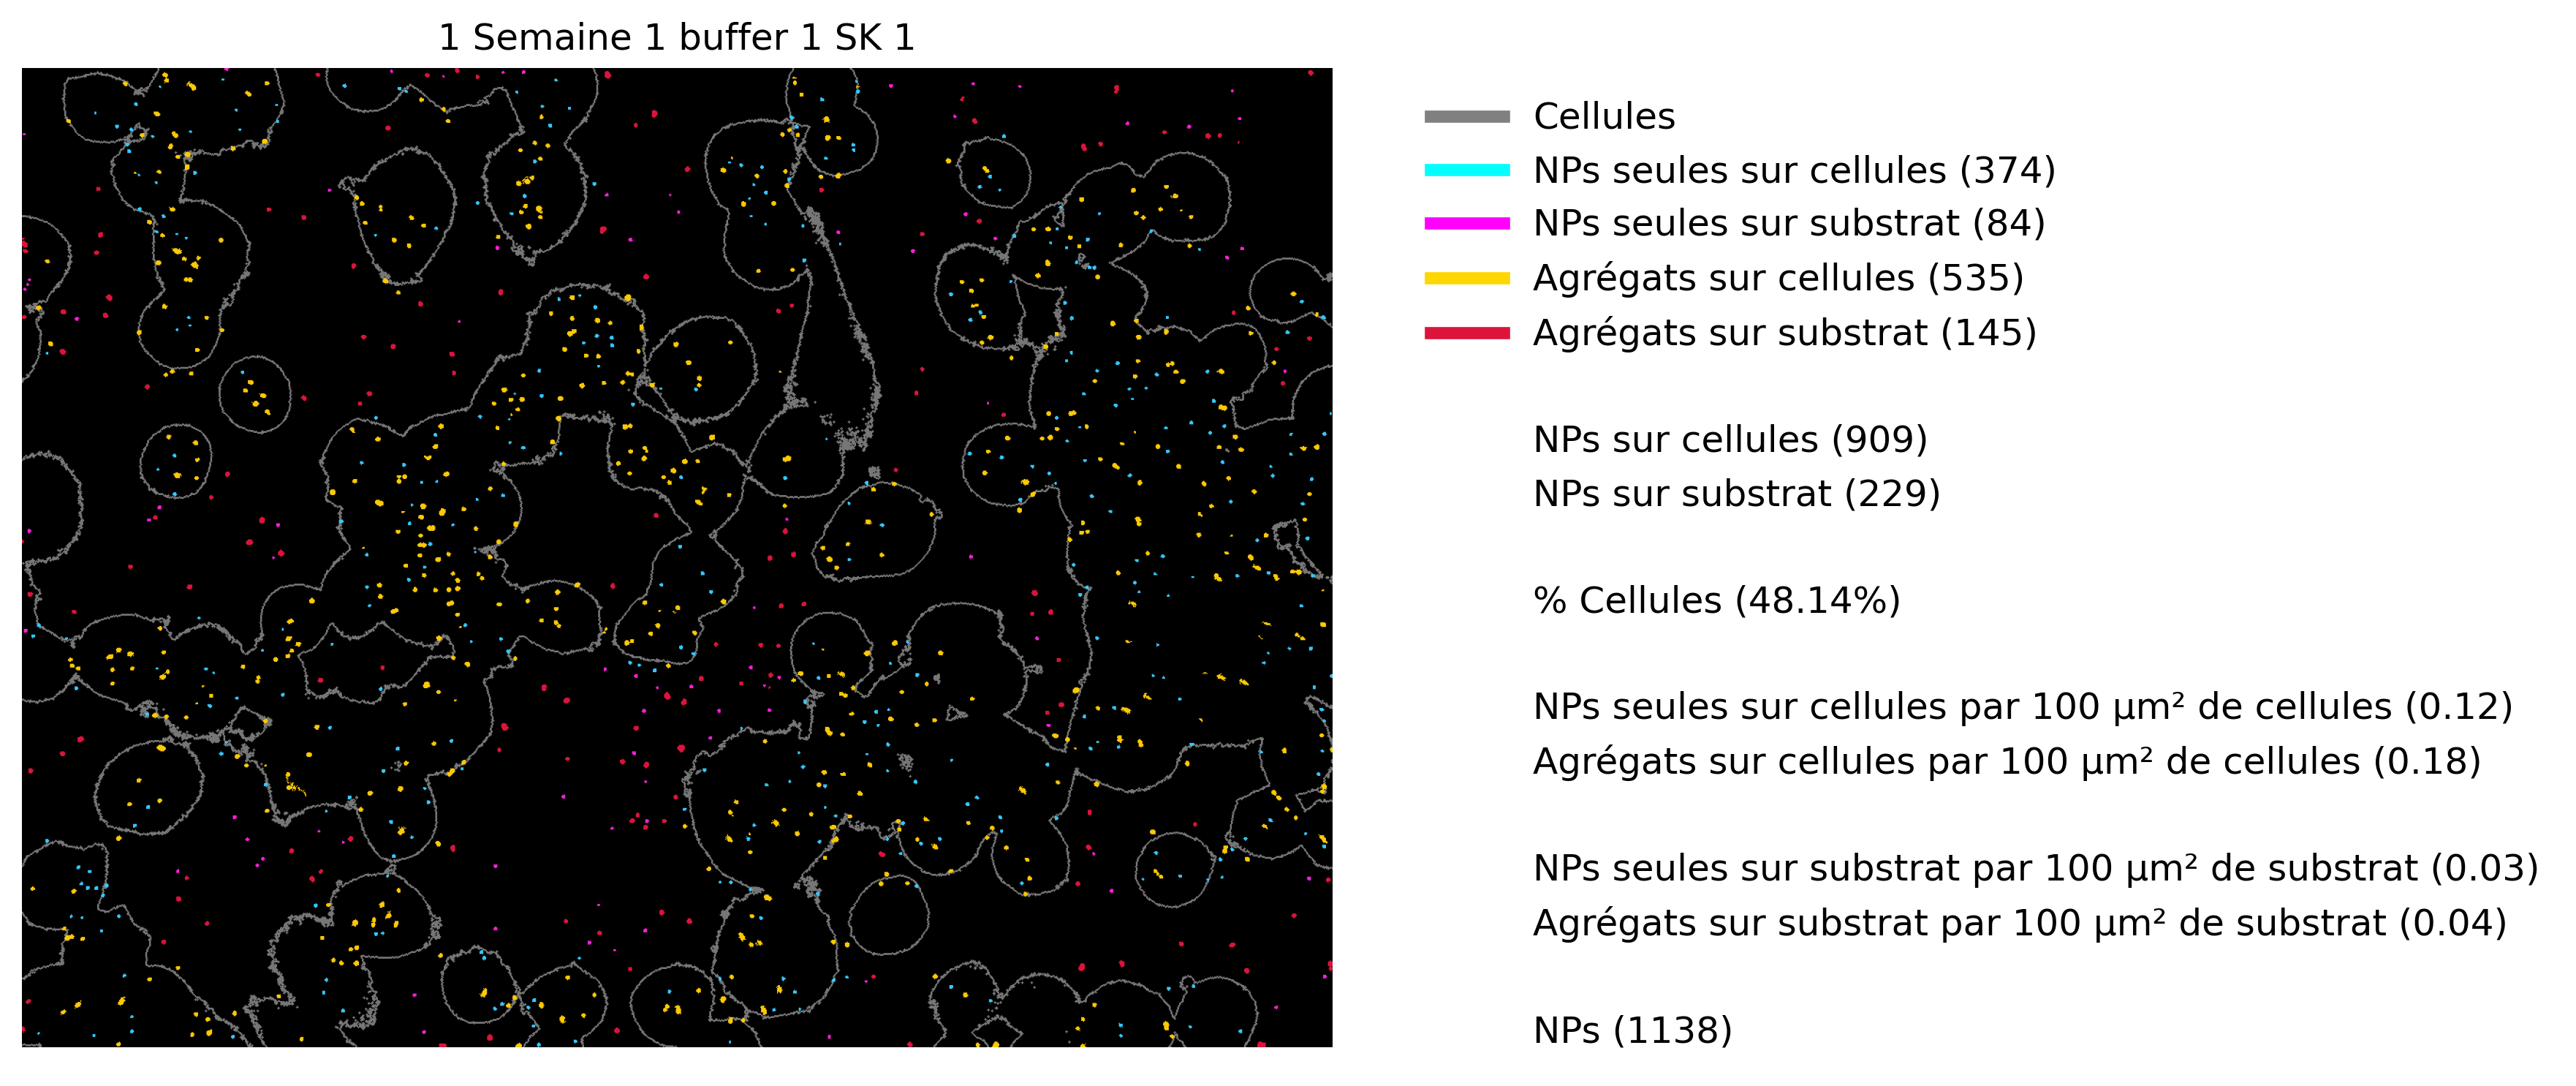 1 Semaine 1 buffer 1 SK 1
Cellules
NPs seules sur cellules (374)
NPs seules sur substrat (84)
Agrégats sur cellules (535)
Agrégats sur substrat (145)
NPs sur cellules (909)
NPs sur substrat (229)
% Cellules (48.14%)
NPs seules sur cellules par 100 µm² de cellules (0.12)
Agrégats sur cellules par 100 µm² de cellules (0.18)
NPs seules sur substrat par 100 µm² de substrat (0.03)
Agrégats sur substrat par 100 µm² de substrat (0.04)
NPs (1138)